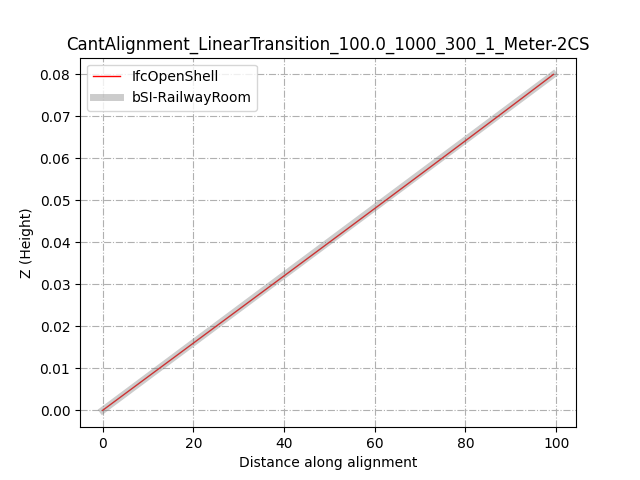 CantAlignment_LinearTransition_100.0_1000_300_1_Meter-2CS
IfcOpenShell
bSI-RailwayRoom
Z (Height)
0.08
0.07
0.06
0.05
0.04
0.03
0.02
0.01
0.00
0 20 40 60 80 100
Distance along alignment